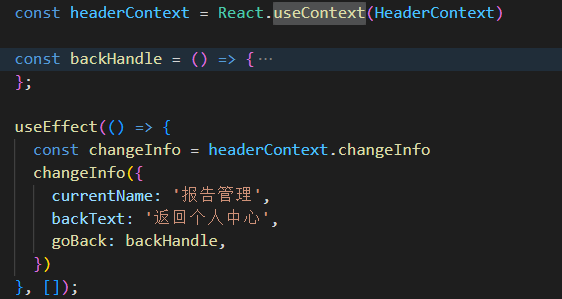 const headerContext = React.useContext(HeaderContext)
const backHandle = () => {…
};
useEffect(() => {
const changeInfo = headerContext.changeInfo
changeInfo({
currentName: '报告管理',
backText: '返回个人中心',
goBack: backHandle,
})
}, []);